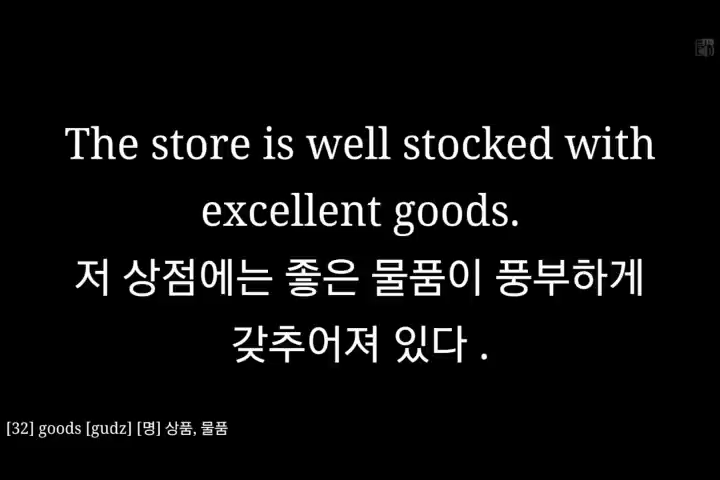 The store is well stocked with
excellent goods.
저 상점에는 좋은 물품이 풍부하게
갖추어져 있다 .
[32] goods [gudz] [명] 상품, 물품